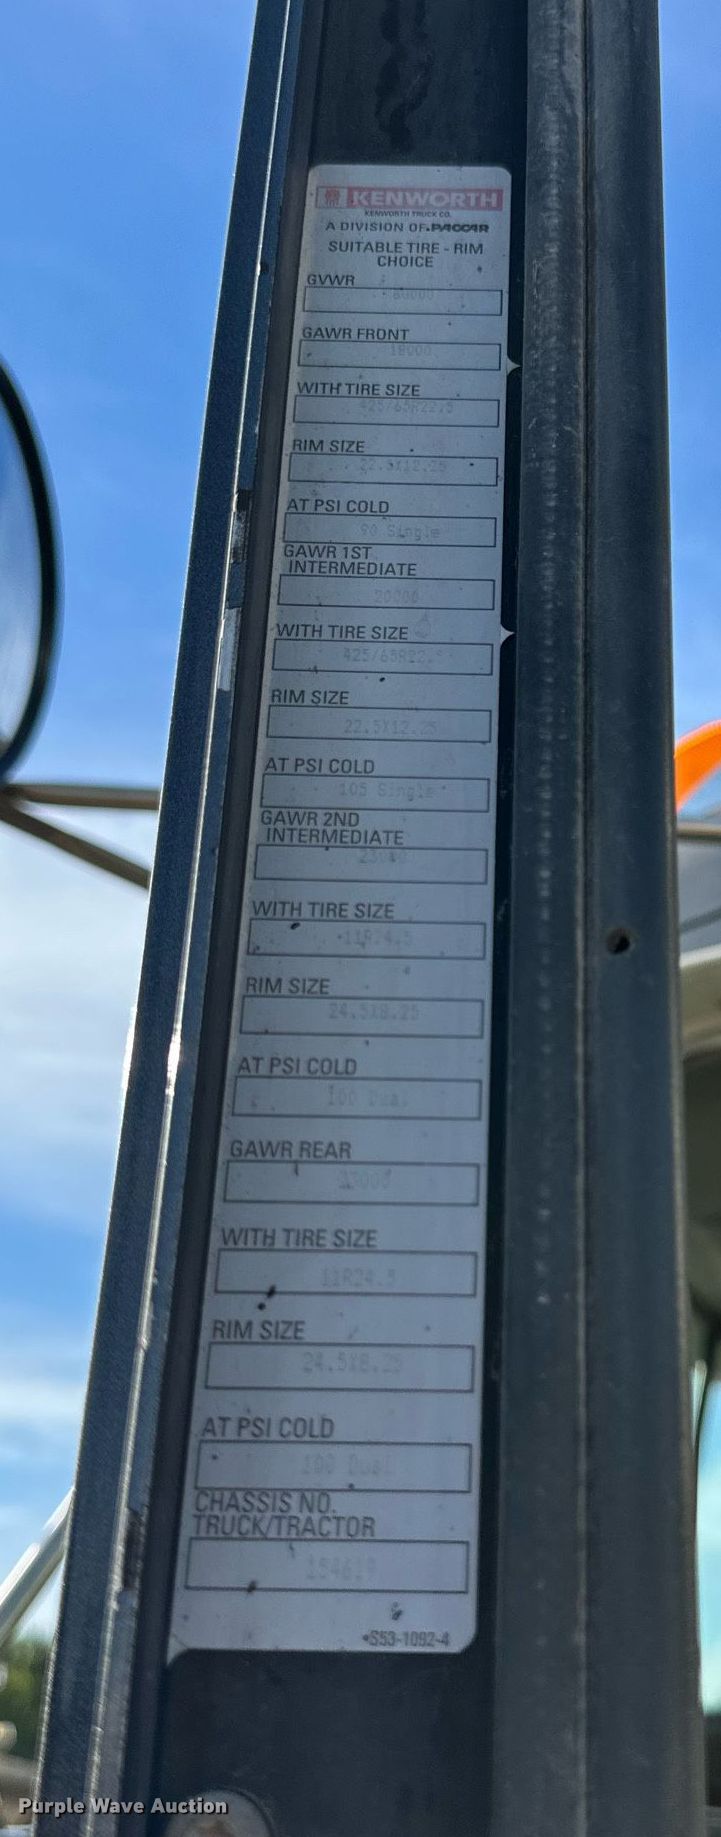 KENWORTH
KENWORTH TRUCK CO.
A DIVISION OF PACCAR
SUITABLE TIRE - RIM
CHOICE
GVWR
80000
GAWR FRONT
18000
WITH TIRE SIZE
425/65R22.5
RIM SIZE
22.5X12.25
AT PSI COLD
90 Single
GAWR 1ST
INTERMEDIATE
20000
WITH TIRE SIZE
425/65R22.5
RIM SIZE
22.5X12.25
AT PSI COLD
105 Single
GAWR 2ND
INTERMEDIATE
23000
WITH TIRE SIZE
11R24.5
RIM SIZE
24.5X8.25
AT PSI COLD
100 Dual
GAWR REAR
23000
WITH TIRE SIZE
11R24.5
RIM SIZE
24.5X8.25
AT PSI COLD
100 Dual
CHASSIS NO.
TRUCK/TRACTOR
S53-1092-4
Purple Wave Auction